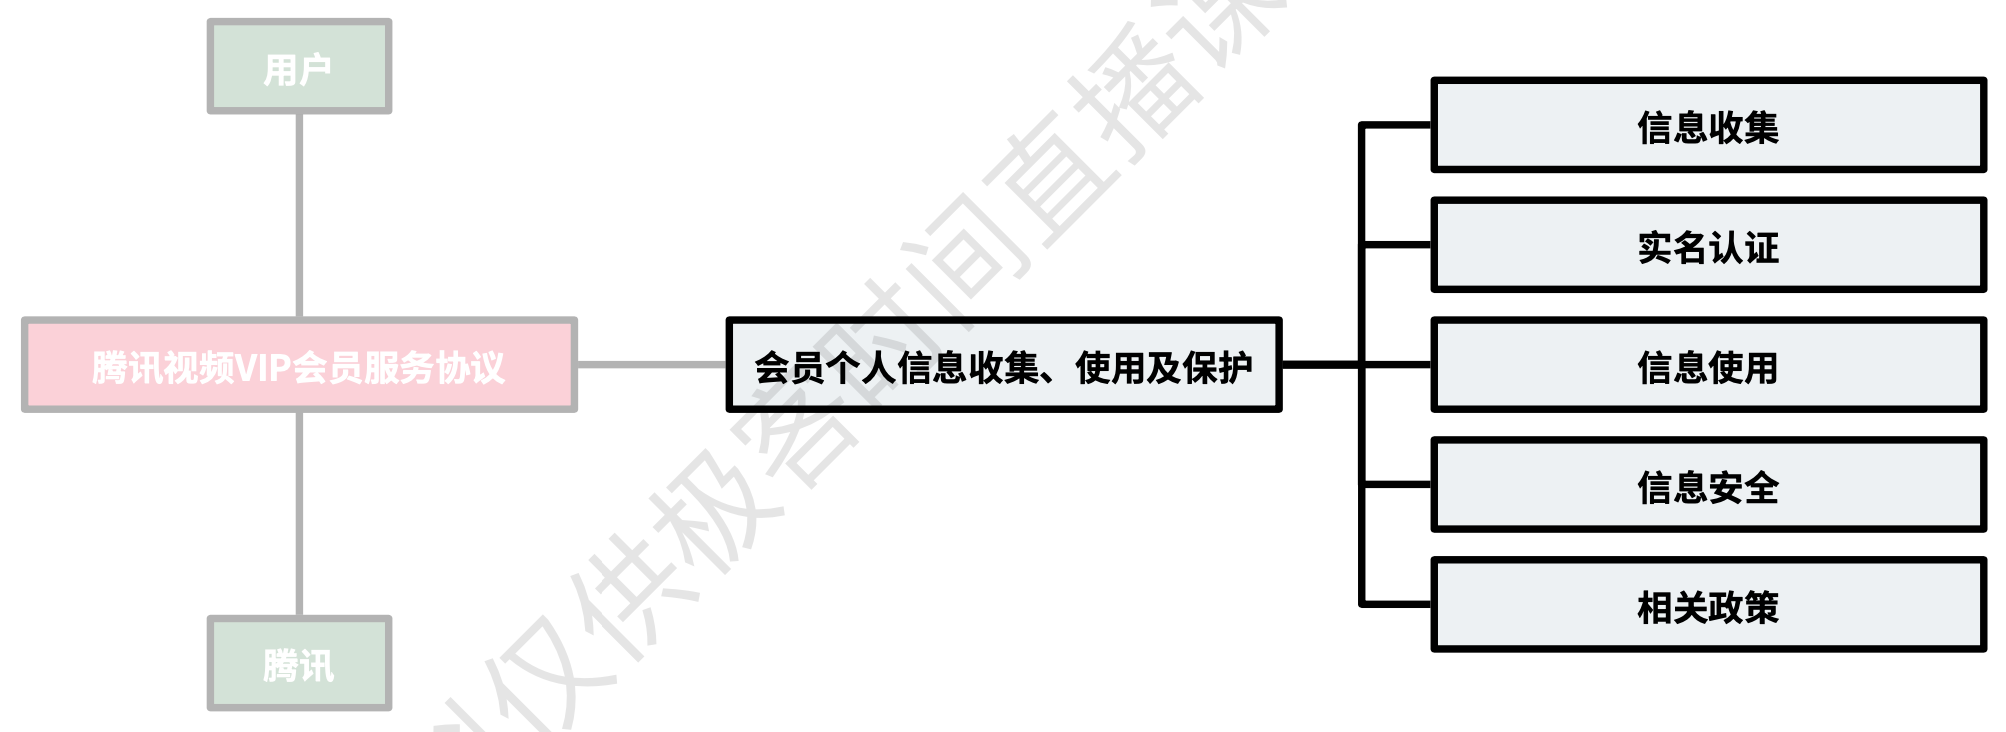 用户
腾讯视频VIP会员服务协议
腾讯
会员个人信息收集、使用及保护
信息收集
实名认证
信息使用
信息安全
相关政策
仅供极客时间直播课